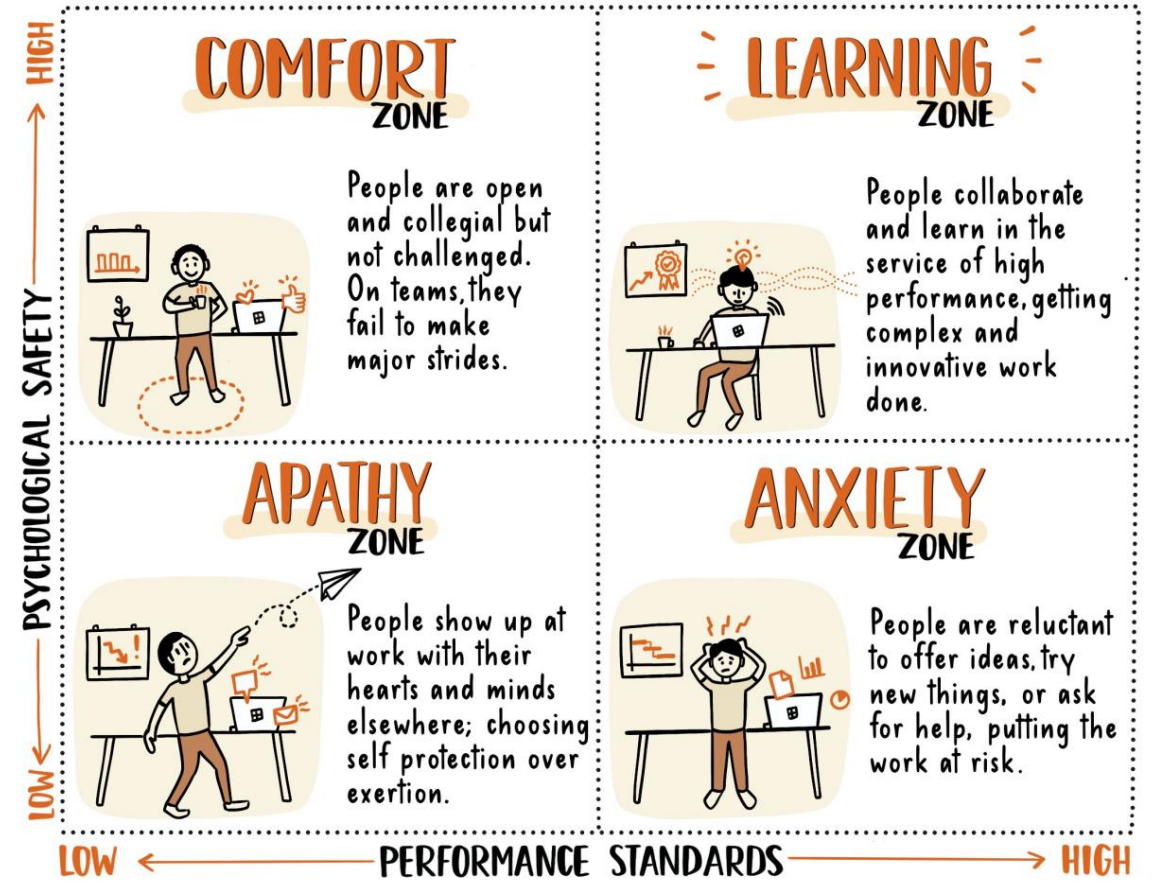 HIGH
PSYCHOLOGICAL SAFETY
LOW
COMFORT
ZONE
People are open
and collegial but
not challenged.
On teams, they
fail to make
major strides.
LEARNING
ZONE
People collaborate
and learn in the
service of high
performance, getting
complex and
innovative work
done.
APATHY
ZONE
People show up at
work with their
hearts and minds
elsewhere; choosing
self protection over
exertion.
ANXIETY
ZONE
People are reluctant
to offer ideas, try
new things, or ask
for help, putting the
work at risk.
LOW
PERFORMANCE STANDARDS
HIGH